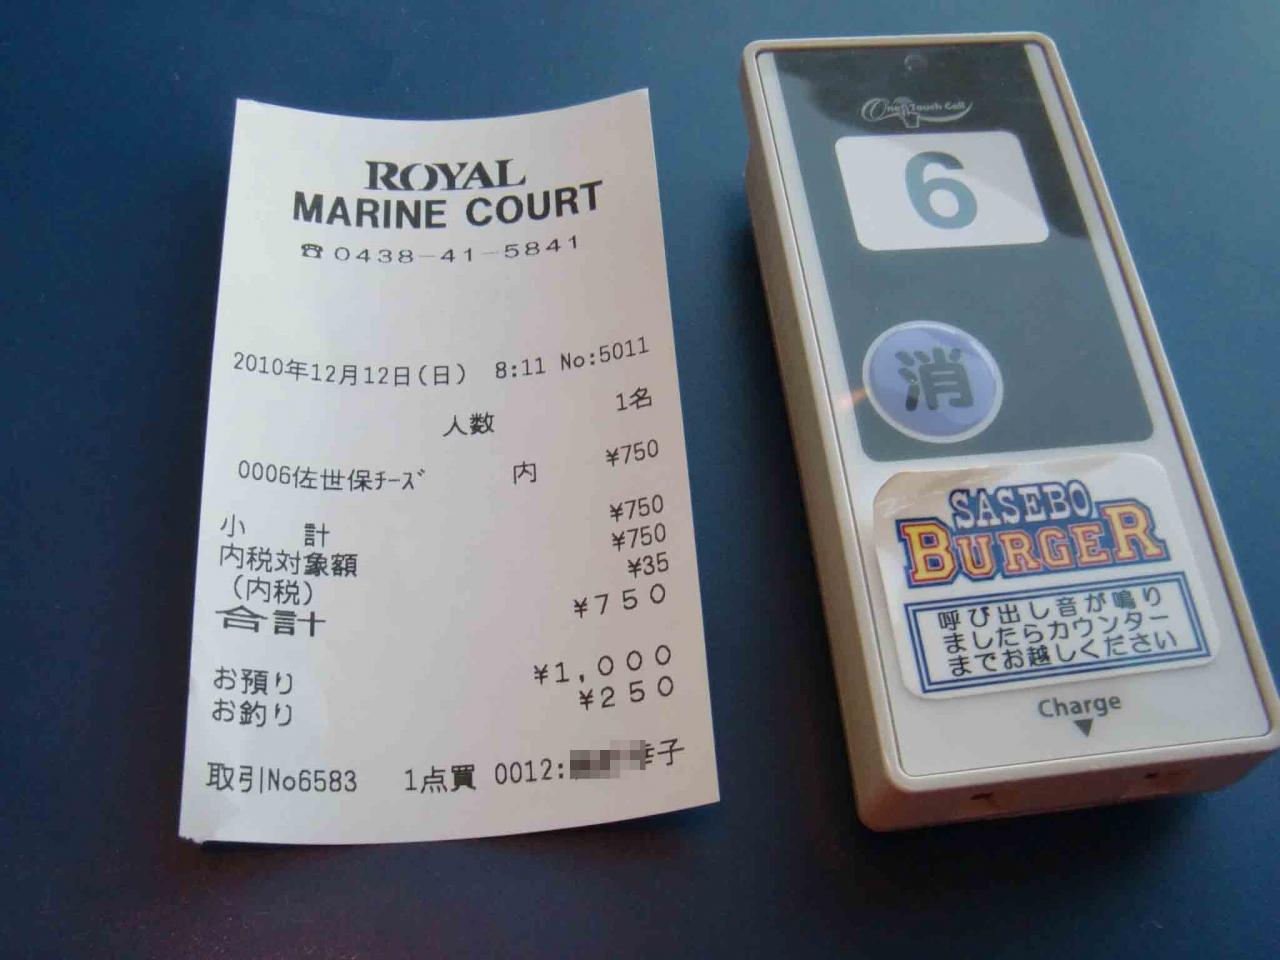 ROYAL
MARINE COURT
☎0438-41-5841
2010年12月12日(日) 8:11 No:5011
人数 1名
0006佐世保ﾁｰｽﾞ 内 ¥750
小 計 ¥750
内税対象額 ¥750
(内税) ¥35
合計 ¥750
お預り ¥1,000
お釣り ¥250
取引No6583 1点買 0012:幸子
One Touch Call
6
消
SASEBO
BURGER
呼び出し音が鳴り
ましたらカウンター
までお越しください
Charge